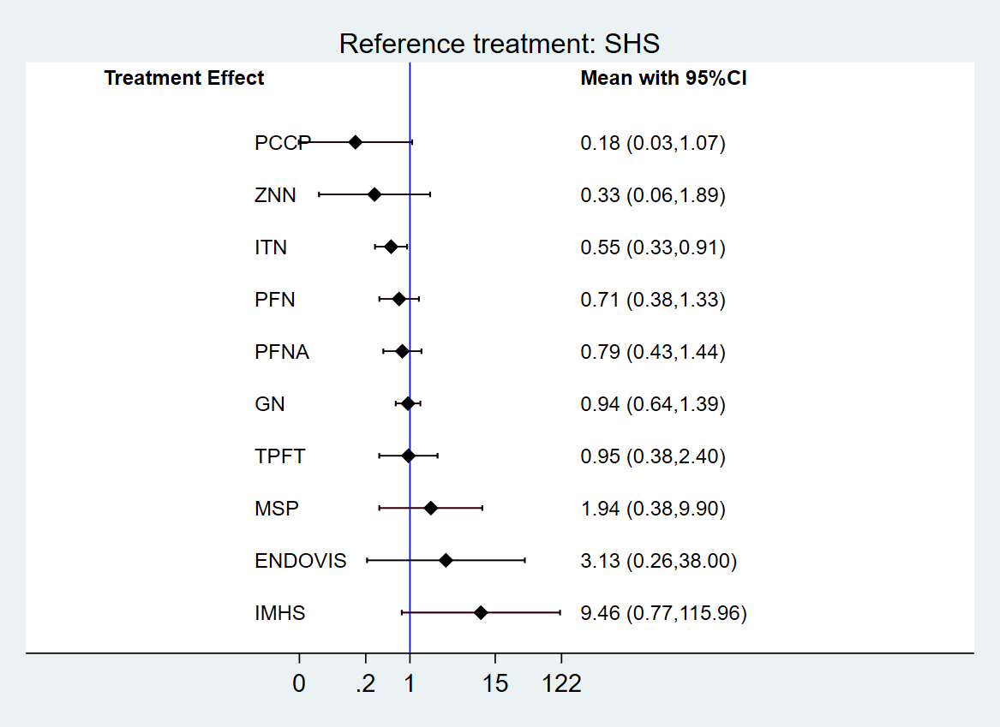 Reference treatment: SHS
Treatment Effect Mean with 95%CI
PCCP 0.18 (0.03,1.07)
ZNN 0.33 (0.06,1.89)
ITN 0.55 (0.33,0.91)
PFN 0.71 (0.38,1.33)
PFNA 0.79 (0.43,1.44)
GN 0.94 (0.64,1.39)
TPFT 0.95 (0.38,2.40)
MSP 1.94 (0.38,9.90)
ENDOVIS 3.13 (0.26,38.00)
IMHS 9.46 (0.77,115.96)
0 .2 1 15 122